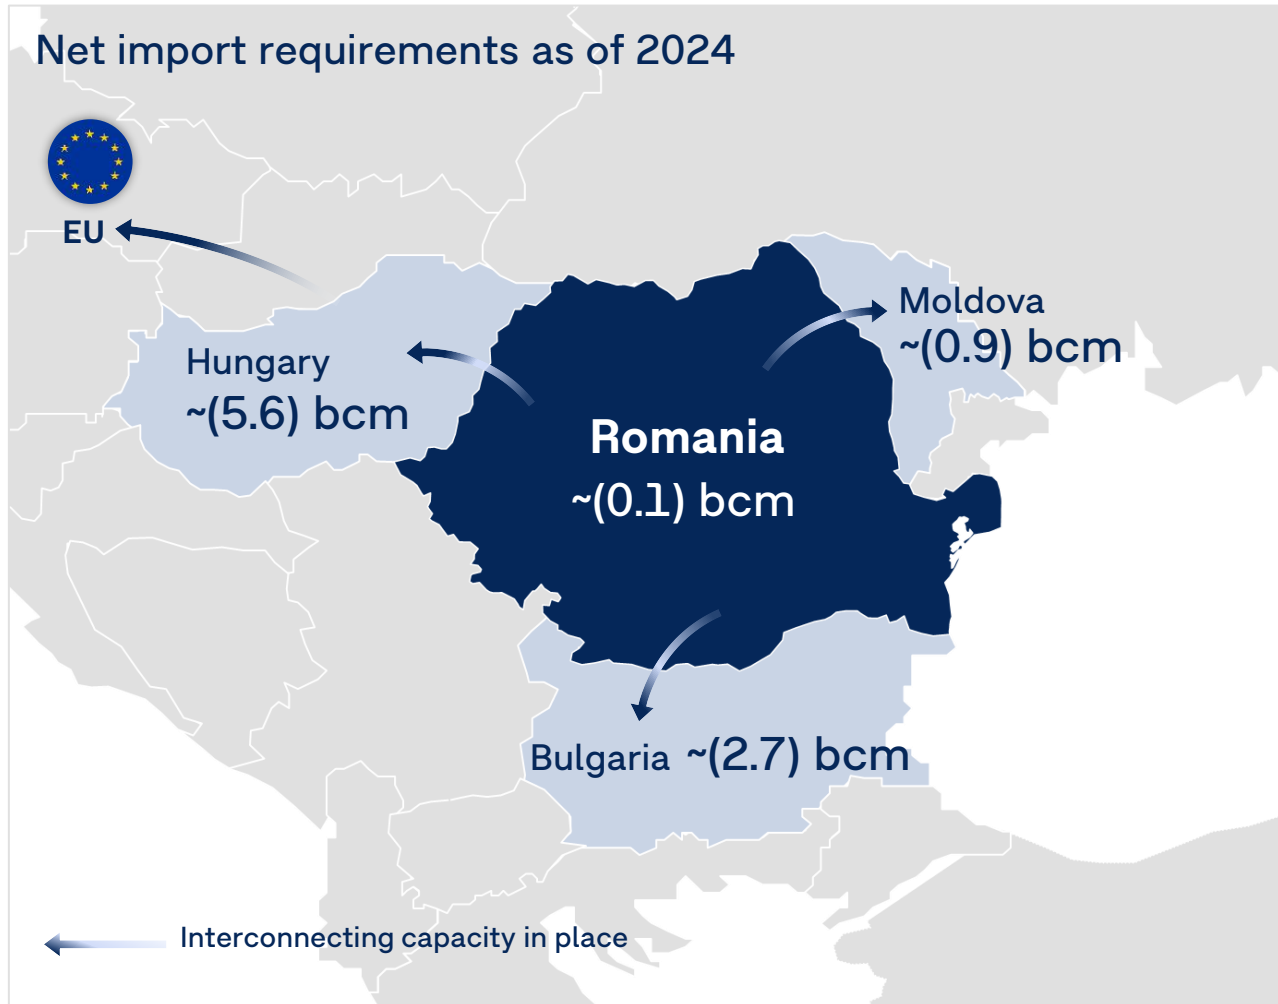 Net import requirements as of 2024
EU
Moldova
~(0.9) bcm
Hungary
~(5.6) bcm
Romania
~(0.1) bcm
Bulgaria ~(2.7) bcm
Interconnecting capacity in place